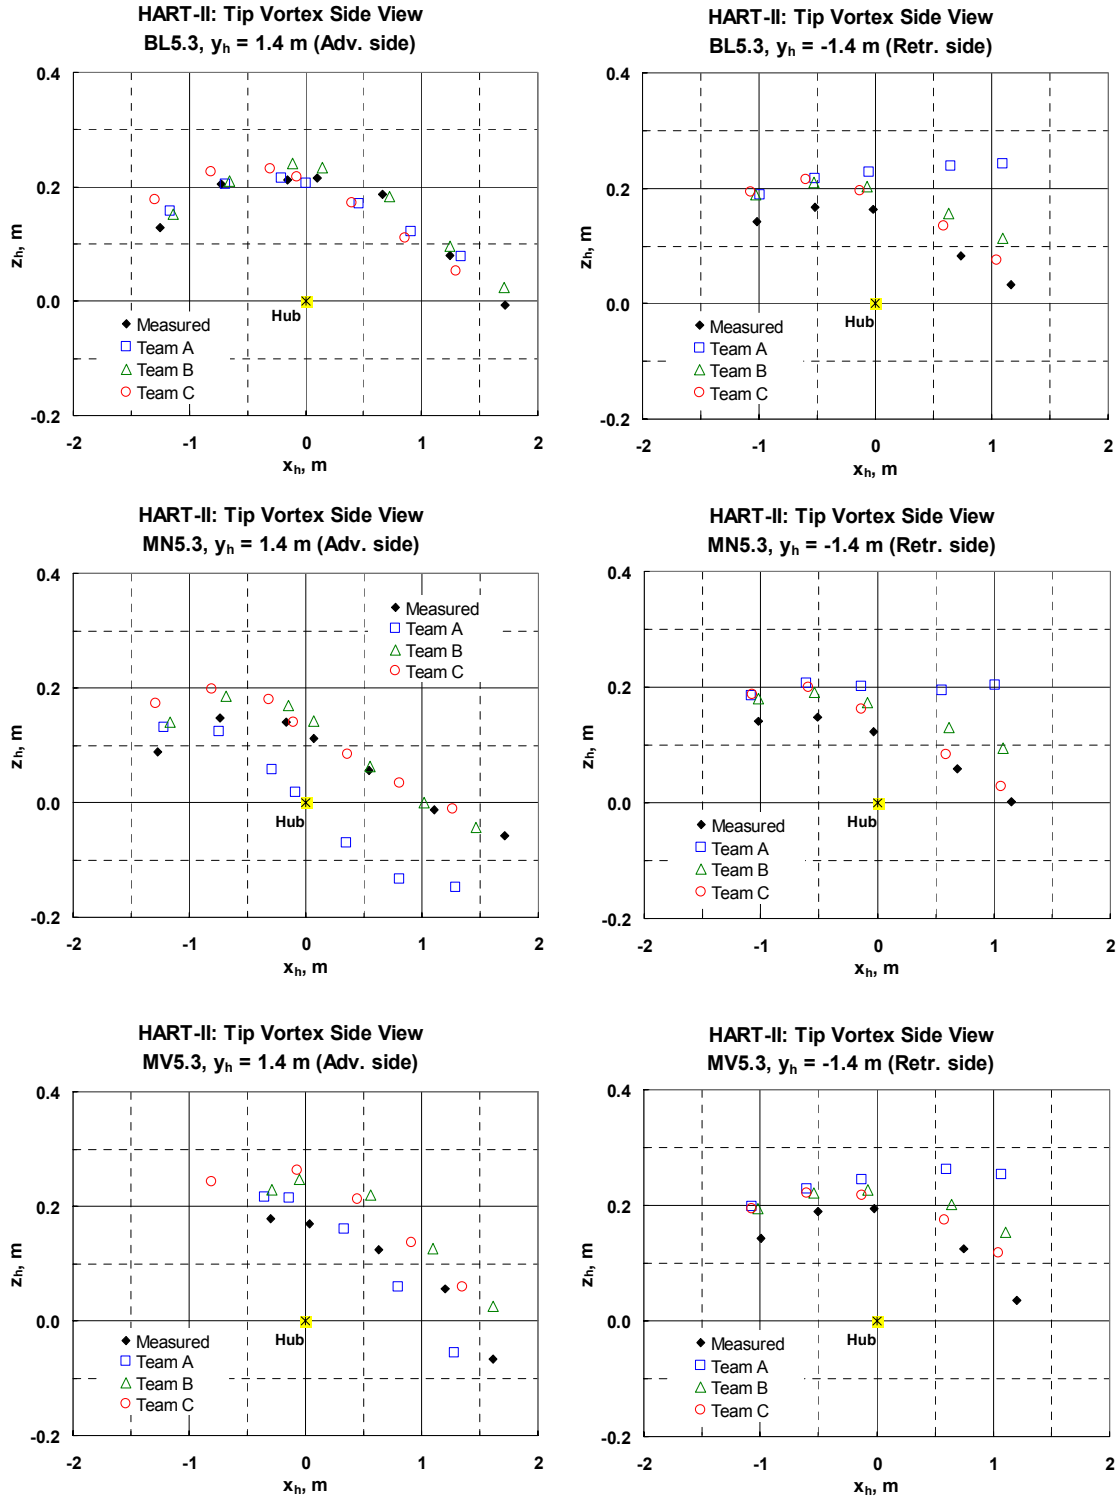 HART-II: Tip Vortex Side View
BL5.3, yh = 1.4 m (Adv. side)
0.4
0.2
0.0
-0.2
zh, m
Hub
Measured
Team A
Team B
Team C
-2
-1
0
1
2
xh, m
HART-II: Tip Vortex Side View
BL5.3, yh = -1.4 m (Retr. side)
0.4
0.2
0.0
-0.2
zh, m
Hub
Measured
Team A
Team B
Team C
-2
-1
0
1
2
xh, m
HART-II: Tip Vortex Side View
MN5.3, yh = 1.4 m (Adv. side)
0.4
0.2
0.0
-0.2
zh, m
Measured
Team A
Team B
Team C
Hub
-2
-1
0
1
2
xh, m
HART-II: Tip Vortex Side View
MN5.3, yh = -1.4 m (Retr. side)
0.4
0.2
0.0
-0.2
zh, m
Hub
Measured
Team A
Team B
Team C
-2
-1
0
1
2
xh, m
HART-II: Tip Vortex Side View
MV5.3, yh = 1.4 m (Adv. side)
0.4
0.2
0.0
-0.2
zh, m
Hub
Measured
Team A
Team B
Team C
-2
-1
0
1
2
xh, m
HART-II: Tip Vortex Side View
MV5.3, yh = -1.4 m (Retr. side)
0.4
0.2
0.0
-0.2
zh, m
Hub
Measured
Team A
Team B
Team C
-2
-1
0
1
2
xh, m